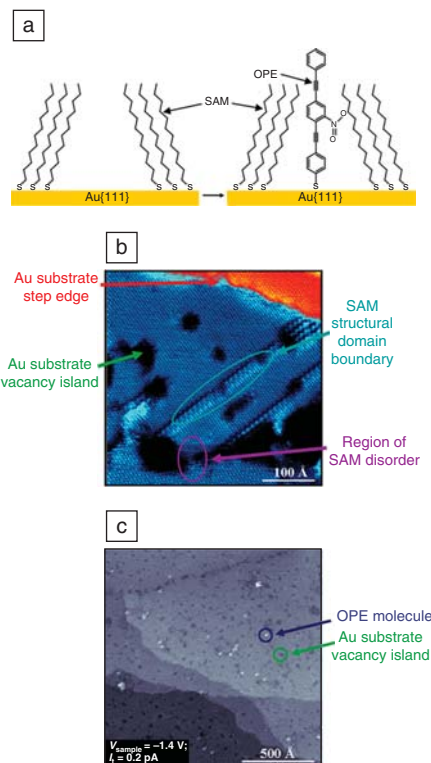 a
OPE
SAM
O
N
O
S S S
S S S
S S S
S
S S S
Au{111}
Au{111}
b
Au substrate
step edge
SAM
structural
domain
boundary
Au substrate
vacancy island
Region of
SAM disorder
100 Å
c
OPE molecule
Au substrate
vacancy island
Vsample = –1.4 V;
It = 0.2 pA
500 Å